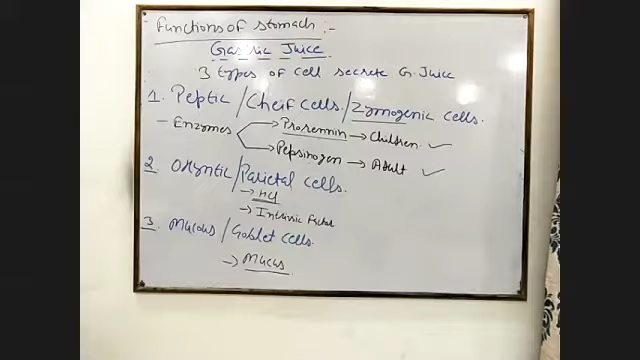 Functions of stomach :-
Gastric Juice
3 types of cell secrete G. Juice
1. Peptic / Cheif cells / Zymogenic cells.
- Enzymes → Prorennin → Children ✓
→ Pepsinogen → Adult ✓
2. Oxyntic / Parietal cells.
→ HCl
→ Intrinsic Factor
3. Mucous / Goblet cells.
→ Mucus